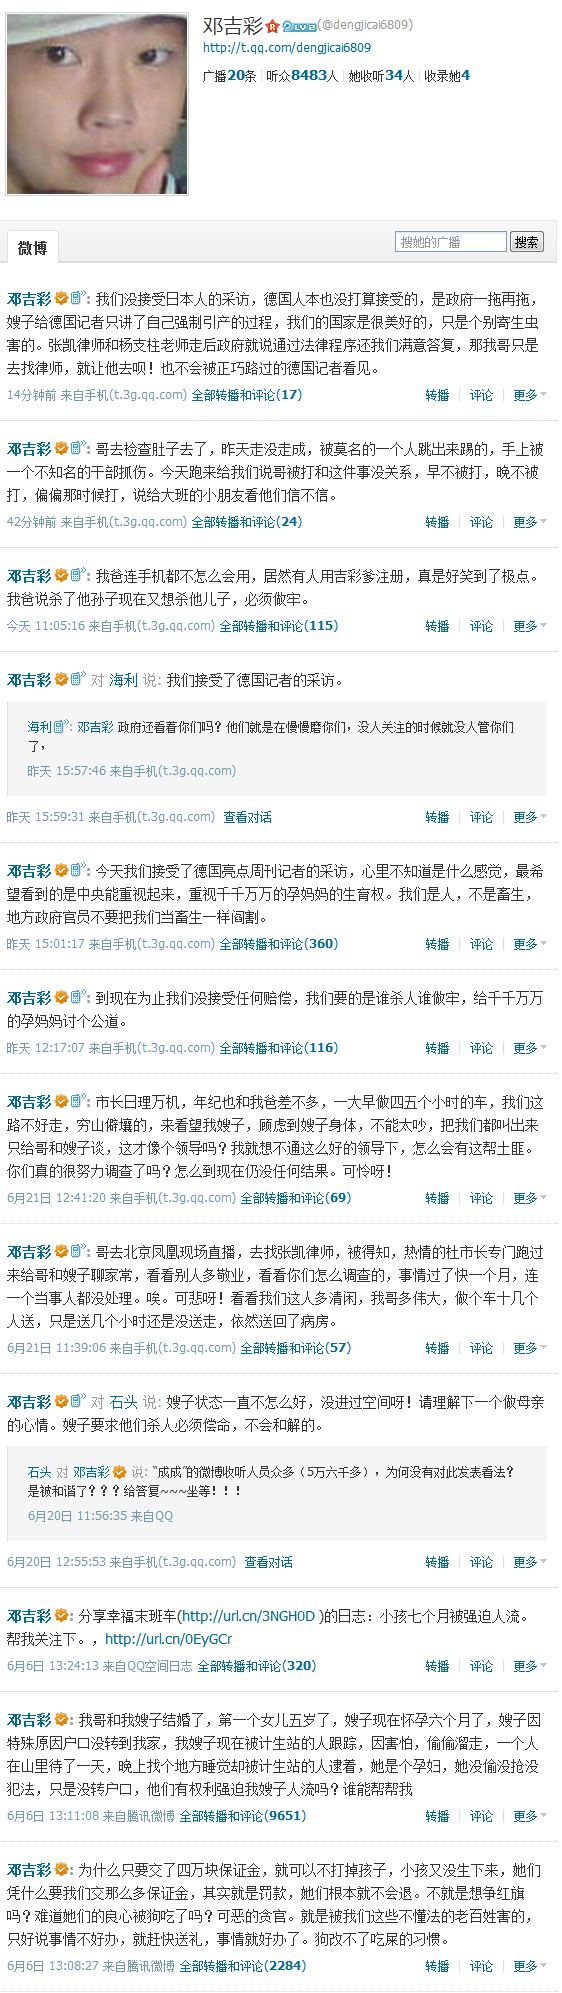 邓吉彩 LV2 (@dengjicai6809)
http://t.qq.com/dengjicai6809
广播20条 | 听众8483人 | 她收听34人 | 收录她4
微博
搜她的广播 搜索
邓吉彩: 我们没接受日本人的采访，德国人本也没打算接受的，是政府一拖再拖，
嫂子给德国记者只讲了自己强制引产的过程，我们的国家是很美好的，只是个别寄生虫
害的。张凯律师和杨支柱老师走后政府就说通过法律程序还我们满意答复，那我哥只是
去找律师，就让他去呗！也不会被正巧路过的德国记者看见。
14分钟前 来自手机(t.3g.qq.com) 全部转播和评论(17) 转播 | 评论 | 更多
邓吉彩: 哥去检查肚子去了，昨天走没走成，被莫名的一个人跳出来踢的，手上被
一个不知名的干部抓伤。今天跑来给我们说哥被打和这件事没关系，早不被打，晚不被
打，偏偏那时候打，说给大班的小朋友看他们信不信。
42分钟前 来自手机(t.3g.qq.com) 全部转播和评论(24) 转播 | 评论 | 更多
邓吉彩: 我爸连手机都不怎么会用，居然有人用吉彩爹注册，真是好笑到了极点。
我爸说杀了他孙子现在又想杀他儿子，必须做牢。
今天 11:05:16 来自手机(t.3g.qq.com) 全部转播和评论(115) 转播 | 评论 | 更多
邓吉彩 对 海利 说: 我们接受了德国记者的采访。
海利: 邓吉彩 政府还看着你们吗？他们就是在慢慢磨你们，没人关注的时候就没人管你们
了，
昨天 15:57:46 来自手机(t.3g.qq.com)
昨天 15:59:31 来自手机(t.3g.qq.com) 查看对话 转播 | 评论 | 更多
邓吉彩: 今天我们接受了德国亮点周刊记者的采访，心里不知道是什么感觉，最希
望看到的是中央能重视起来，重视千千万万的孕妈妈的生育权。我们是人，不是畜生，
地方政府官员不要把我们当畜生一样阎割。
昨天 15:01:17 来自手机(t.3g.qq.com) 全部转播和评论(360) 转播 | 评论 | 更多
邓吉彩: 到现在为止我们没接受任何赔偿，我们要的是谁杀人谁做牢，给千千万万
的孕妈妈讨个公道。
昨天 12:17:07 来自手机(t.3g.qq.com) 全部转播和评论(116) 转播 | 评论 | 更多
邓吉彩: 市长日理万机，年纪也和我爸差不多，一大早做四五个小时的车，我们这
路不好走，穷山僻壤的，来看望我嫂子，顾虑到嫂子身体，不能太吵，把我们都叫出来
只给哥和嫂子谈，这才像个领导吗？我就想不通这么好的领导下，怎么会有这帮土匪。
你们真的很努力调查了吗？怎么到现在仍没任何结果。可怜呀！
6月21日 12:41:20 来自手机(t.3g.qq.com) 全部转播和评论(69) 转播 | 评论 | 更多
邓吉彩: 哥去北京凤凰现场直播，去找张凯律师，被得知，热情的杜市长专门跑过
来给哥和嫂子聊家常，看看别人多敬业，看看你们怎么调查的，事情过了快一个月，连
一个当事人都没处理。唉。可悲呀！看看我们这人多清闲，我哥多伟大，做个车十几个
人送，只是送几个小时还是没送走，依然送回了病房。
6月21日 11:39:06 来自手机(t.3g.qq.com) 全部转播和评论(57) 转播 | 评论 | 更多
邓吉彩 对 石头 说: 嫂子状态一直不怎么好，没进过空间呀！请理解下一个做母亲
的心情。嫂子要求他们杀人必须偿命，不会和解的。
石头 对 邓吉彩 说: “成成”的微博收听人员众多（5万六千多），为何没有对此发表看法？
是被和谐了？？？给答复~~~坐等！！！
6月20日 11:56:35 来自QQ
6月20日 12:55:53 来自手机(t.3g.qq.com) 查看对话 转播 | 评论 | 更多
邓吉彩: 分享幸福末班车(http://url.cn/3NGH0D )的日志：小孩七个月被强迫人流。
帮我关注下。，http://url.cn/0EyGCr
6月6日 13:24:13 来自QQ空间日志 全部转播和评论(320) 转播 | 评论 | 更多
邓吉彩: 我哥和我嫂子结婚了，第一个女儿五岁了，嫂子现在怀孕六个月了，嫂子因
特殊原因户口没转到我家，我嫂子现在被计生站的人跟踪，因害怕，偷偷溜走，一个人
在山里待了一天，晚上找个地方睡觉却被计生站的人逮着，她是个孕妇，她没偷没抢没
犯法，只是没转户口，他们有权利强迫我嫂子人流吗？谁能帮帮我
6月6日 13:11:08 来自腾讯微博 全部转播和评论(9651) 转播 | 评论 | 更多
邓吉彩: 为什么只要交了四万块保证金，就可以不打掉孩子，小孩又没生下来，她们
凭什么要我们交那么多保证金，其实就是罚款，她们根本就不会退。不就是想争红旗
吗？难道她们的良心被狗吃了吗？可恶的贪官。就是被我们这些不懂法的老百姓害的，
只好说事情不好办，就赶快送礼，事情就好办了。狗改不了吃屎的习惯。
6月6日 13:08:27 来自腾讯微博 全部转播和评论(2284) 转播 | 评论 | 更多